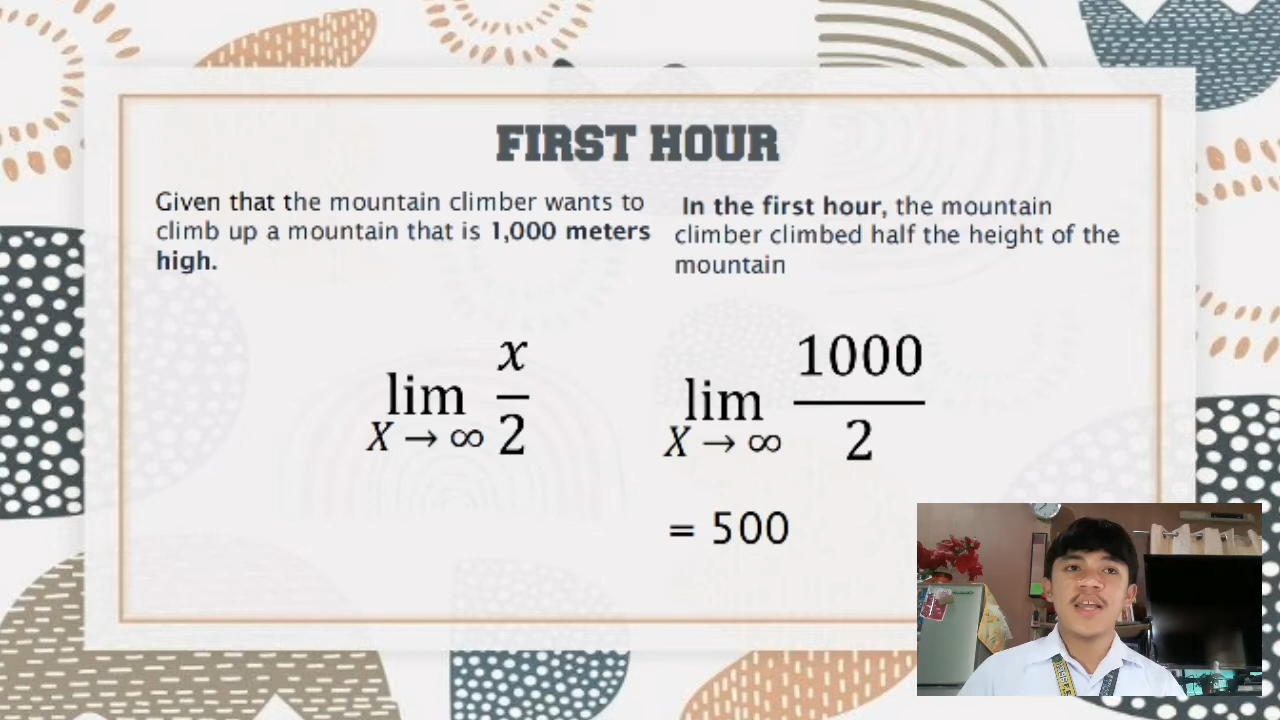 FIRST HOUR
Given that the mountain climber wants to
climb up a mountain that is 1,000 meters
high.
In the first hour, the mountain
climber climbed half the height of the
mountain
lim X → ∞ x/2
lim X → ∞ 1000/2
= 500